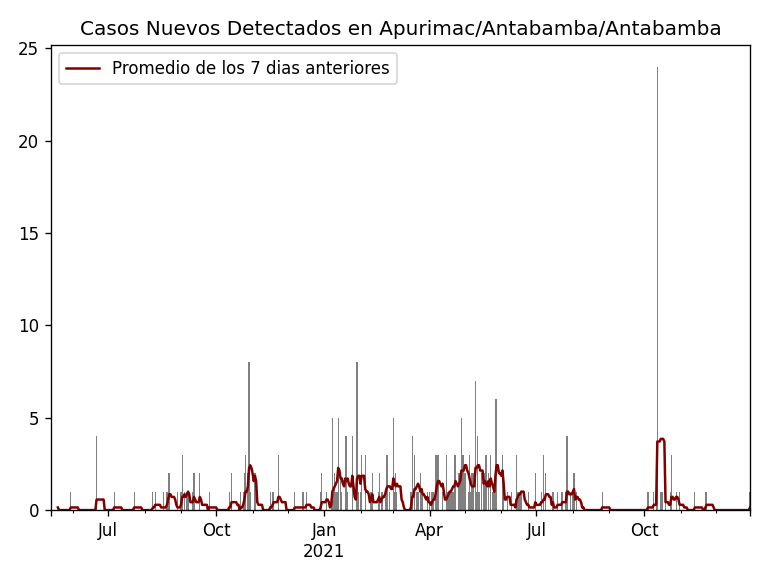 Casos Nuevos Detectados en Apurimac/Antabamba/Antabamba
Promedio de los 7 dias anteriores
25
20
15
10
5
0
Jul Oct Jan Apr Jul Oct
2021